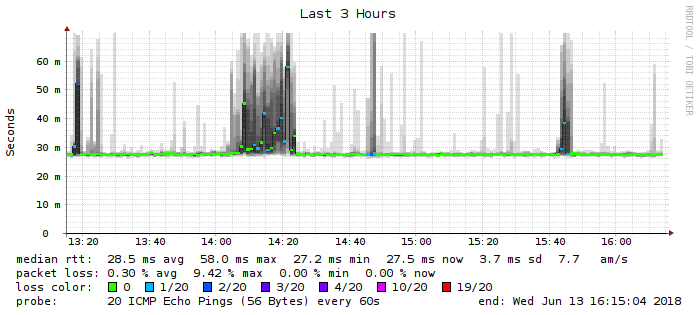 Last 3 Hours
RRDTOOL / TOBI OETIKER
Seconds
60 m
50 m
40 m
30 m
20 m
10 m
0
13:20 13:40 14:00 14:20 14:40 15:00 15:20 15:40 16:00
median rtt: 28.5 ms avg 58.0 ms max 27.2 ms min 27.5 ms now 3.7 ms sd 7.7 am/s
packet loss: 0.30 % avg 9.42 % max 0.00 % min 0.00 % now
loss color: 0 1/20 2/20 3/20 4/20 10/20 19/20
probe: 20 ICMP Echo Pings (56 Bytes) every 60s end: Wed Jun 13 16:15:04 2018